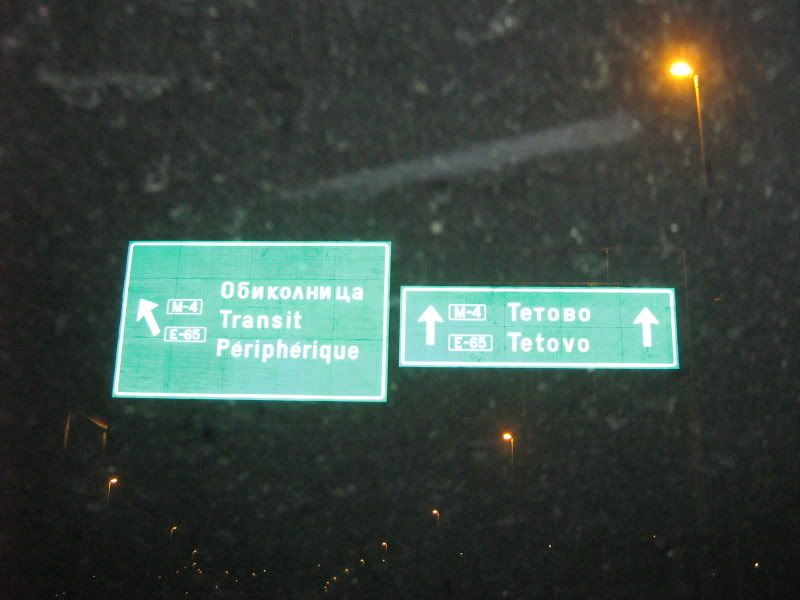 Обиколница
M-4
Transit
E-65
Périphérique
M-4
Тетово
E-65
Tetovo